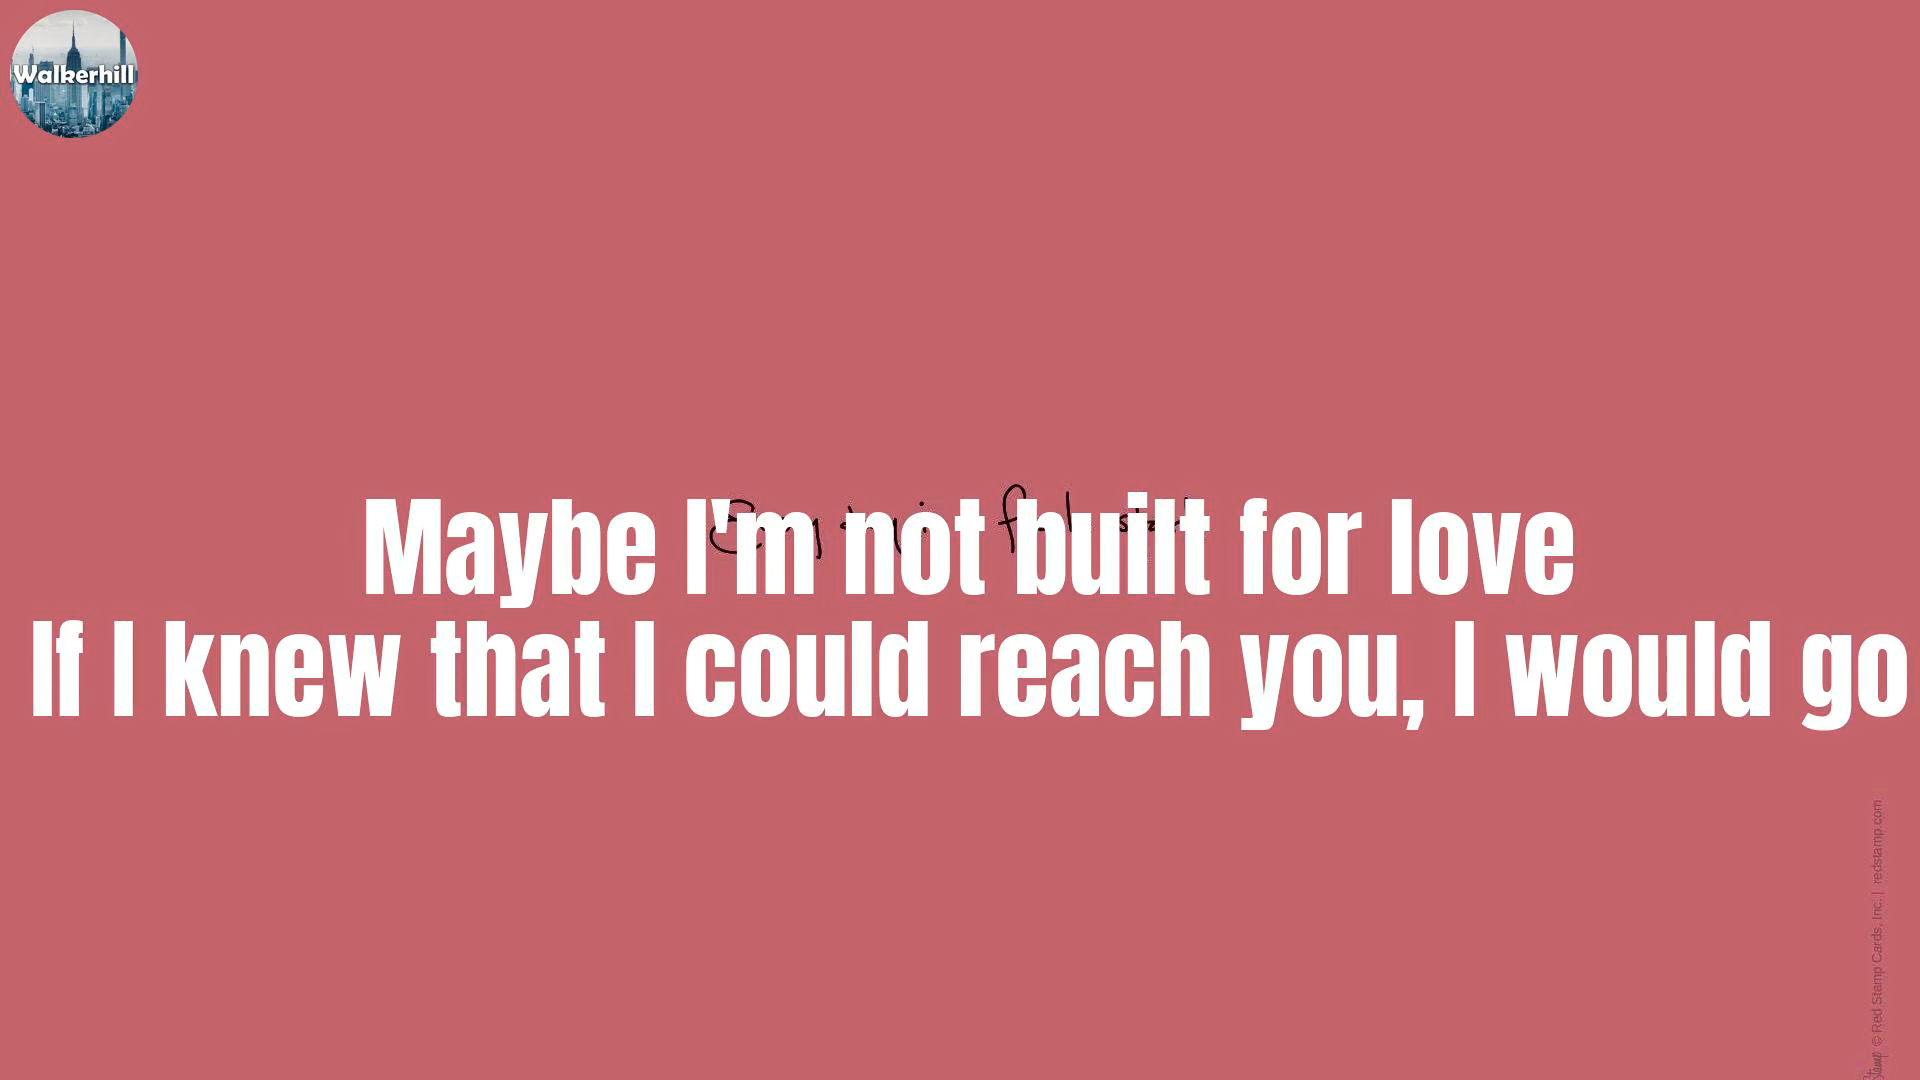 Walkerhill
Maybe I'm not built for love
If I knew that I could reach you, I would go
© Red Stamp Cards, Inc. | redstamp.com